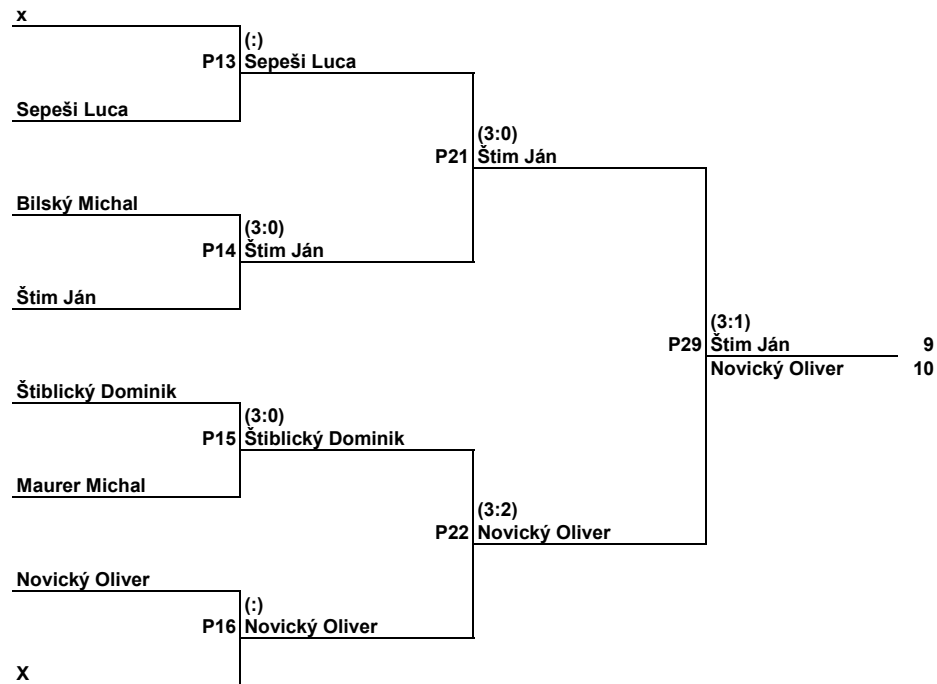 x
(:)
P13 Sepeši Luca
Sepeši Luca
(3:0)
P21 Štim Ján
Bilský Michal
(3:0)
P14 Štim Ján
Štim Ján
(3:1)
P29 Štim Ján 9
Novický Oliver 10
Štiblický Dominik
(3:0)
P15 Štiblický Dominik
Maurer Michal
(3:2)
P22 Novický Oliver
Novický Oliver
(:)
P16 Novický Oliver
X